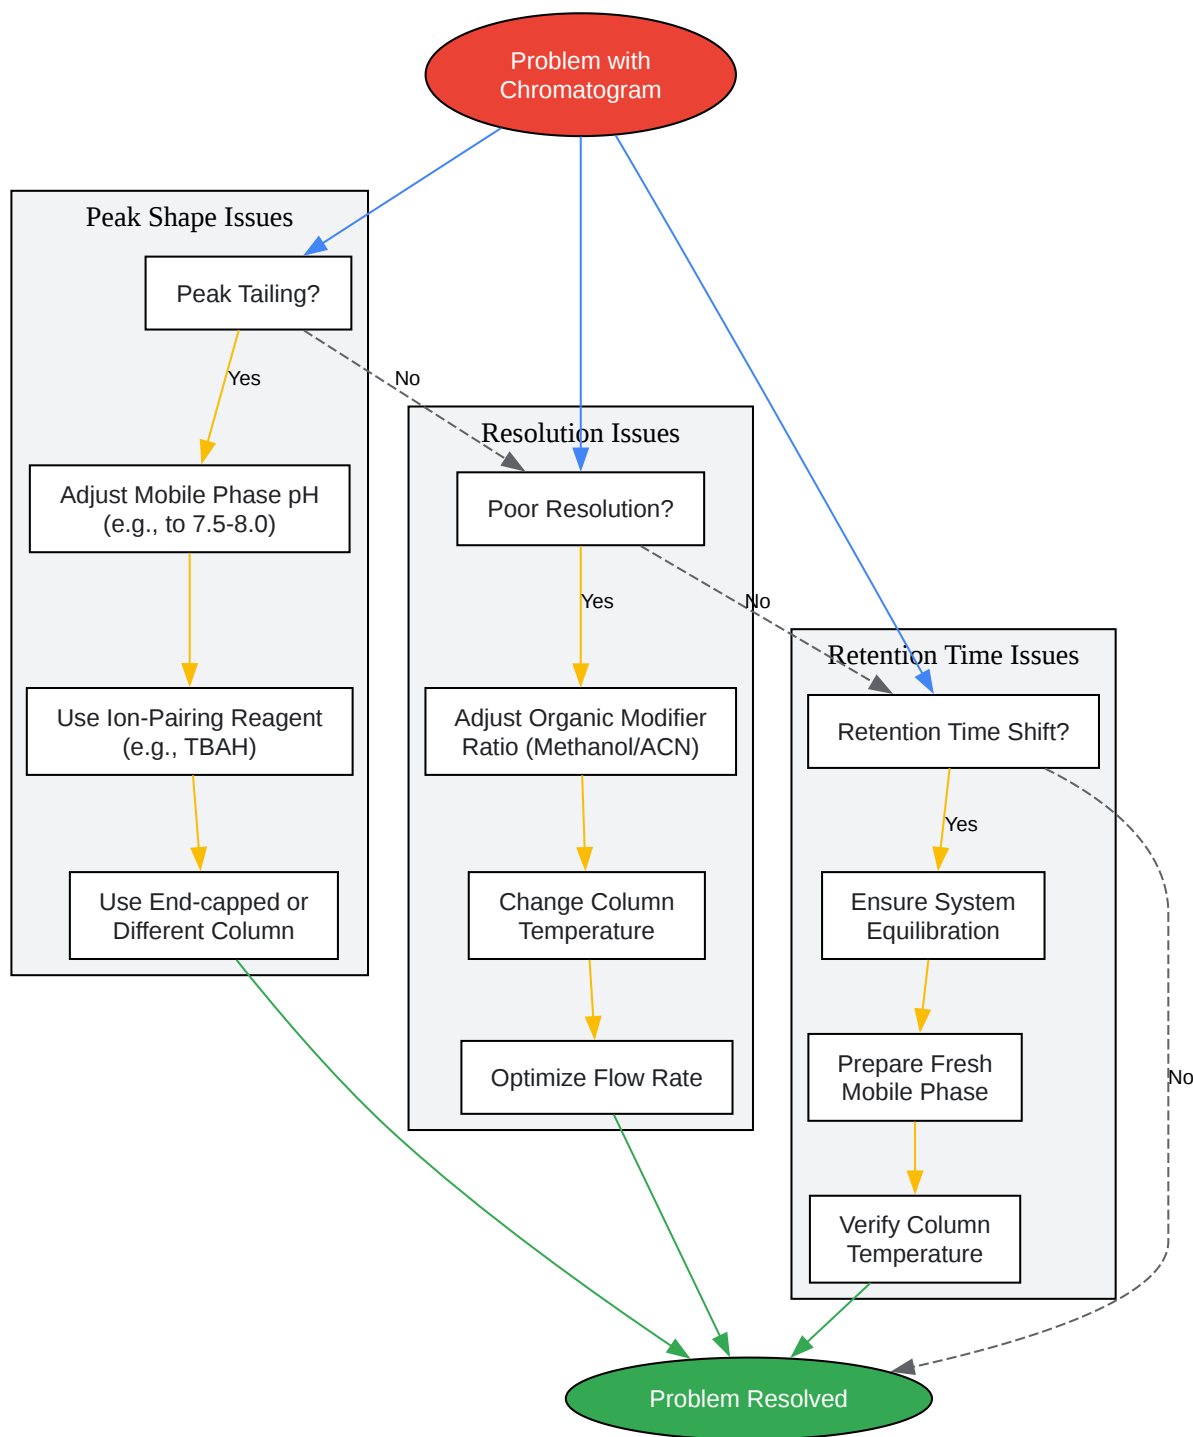 Problem with
Chromatogram
Peak Shape Issues
Peak Tailing?
Yes
No
Adjust Mobile Phase pH
(e.g., to 7.5-8.0)
Use Ion-Pairing Reagent
(e.g., TBAH)
Use End-capped or
Different Column
Resolution Issues
Poor Resolution?
Yes
No
Adjust Organic Modifier
Ratio (Methanol/ACN)
Change Column
Temperature
Optimize Flow Rate
Retention Time Issues
Retention Time Shift?
Yes
No
Ensure System
Equilibration
Prepare Fresh
Mobile Phase
Verify Column
Temperature
Problem Resolved